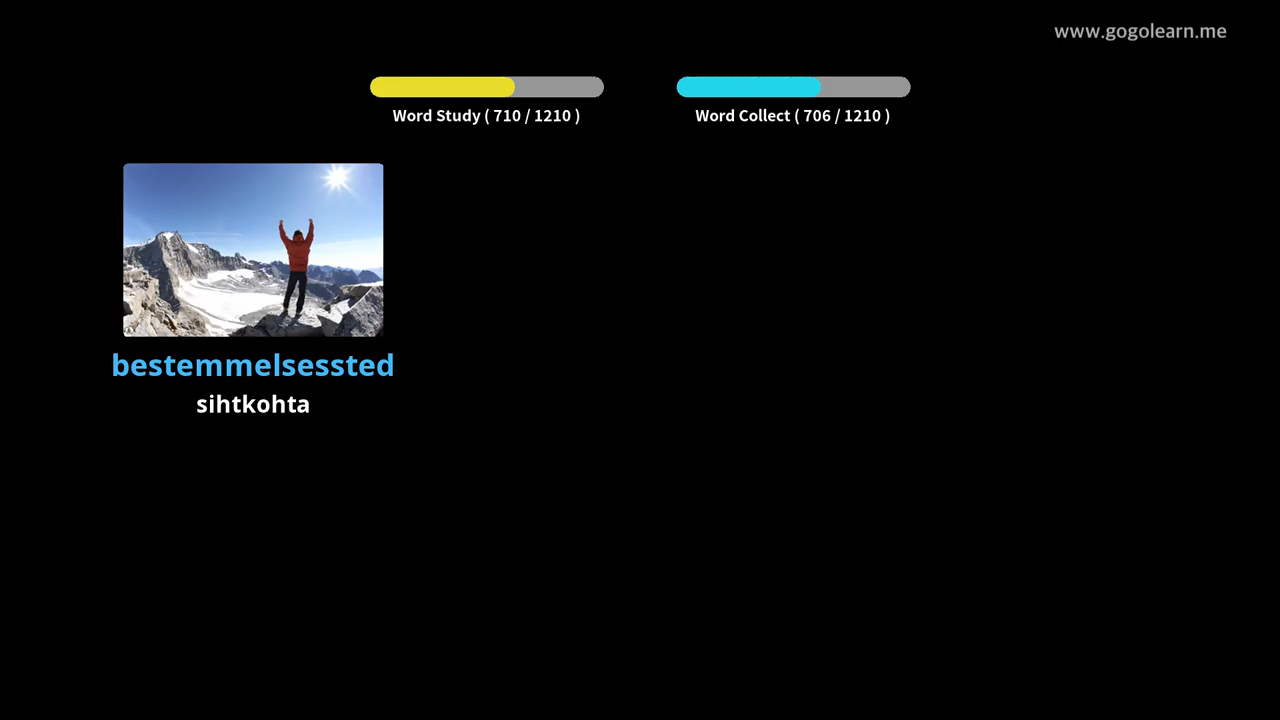 www.gogolearn.me
Word Study ( 710 / 1210 )
Word Collect ( 706 / 1210 )
bestemmelsessted
sihtkohta